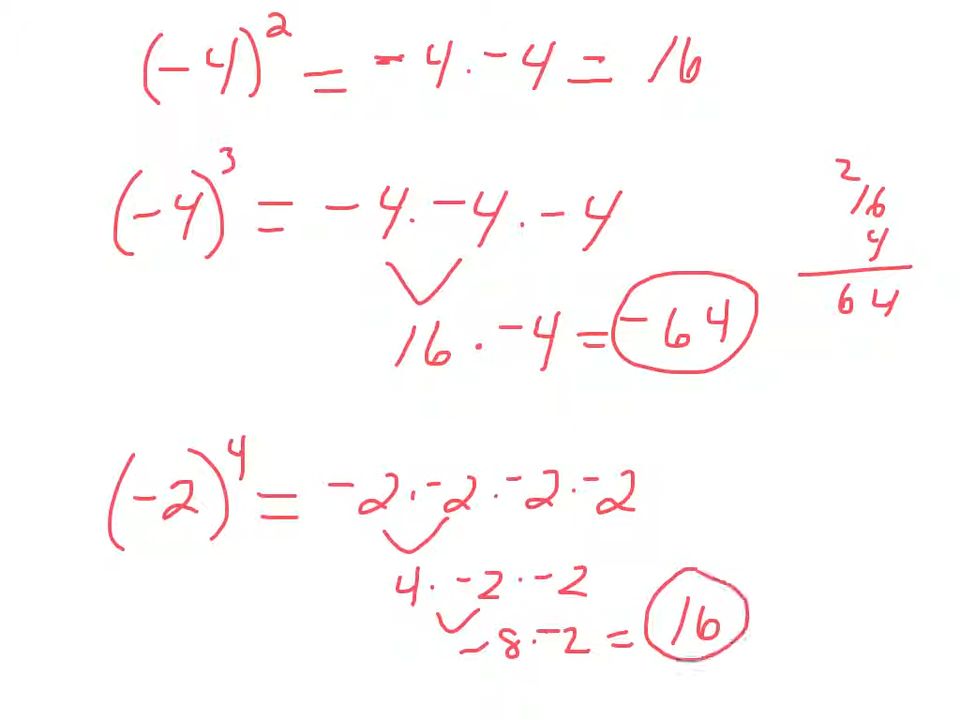 (-4)² = -4 · -4 = 16
(-4)³ = -4 · -4 · -4
16 · -4 = -64
2
16
4
64
(-2)⁴ = -2 · -2 · -2 · -2
4 · -2 · -2
-8 · -2 = 16